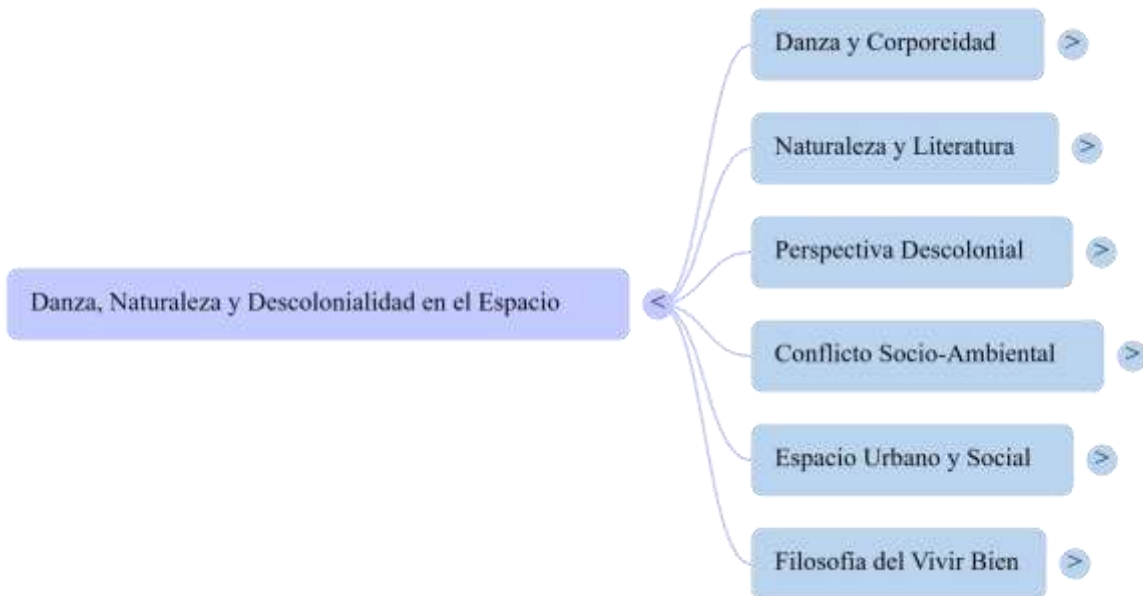 Danza y Corporeidad >
Naturaleza y Literatura >
Perspectiva Descolonial >
Danza, Naturaleza y Descolonialidad en el Espacio <
Conflicto Socio-Ambiental >
Espacio Urbano y Social >
Filosofía del Vivir Bien >